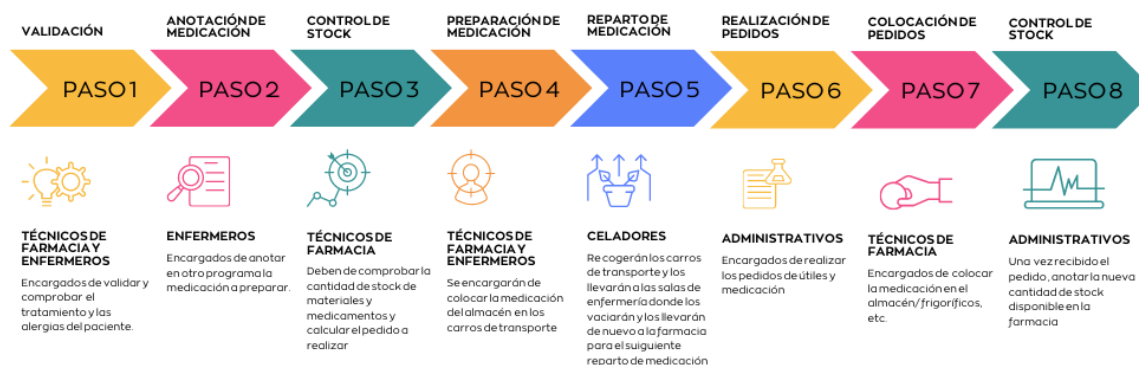 VALIDACIÓN
ANOTACIÓN DE
MEDICACIÓN
CONTROL DE
STOCK
PREPARACIÓN DE
MEDICACIÓN
REPARTO DE
MEDICACIÓN
REALIZACIÓN DE
PEDIDOS
COLOCACIÓN DE
PEDIDOS
CONTROL DE
STOCK
PASO 1
PASO 2
PASO 3
PASO 4
PASO 5
PASO 6
PASO 7
PASO 8
TÉCNICOS DE
FARMACIA Y
ENFERMEROS
Encargados de validar y
comprobar el
tratamiento y las
alergias del paciente.
ENFERMEROS
Encargados de anotar
en otro programa la
medicación a preparar.
TÉCNICOS DE
FARMACIA
Deben de comprobar la
cantidad de stock de
materiales y
medicamentos y
calcular el pedido a
realizar
TÉCNICOS DE
FARMACIA Y
ENFERMEROS
Se encargarán de
colocar la medicación
del almacén en los
carros de transporte
CELADORES
Recogerán los carros
de transporte y los
llevarán a las salas de
enfermería donde los
vaciarán y los llevarán
de nuevo a la farmacia
para el suiguiente
reparto de medicación
ADMINISTRATIVOS
Encargados de realizar
los pedidos de útiles y
medicación
TÉCNICOS DE
FARMACIA
Encargados de colocar
la medicación en el
almacén/frigoríficos,
etc.
ADMINISTRATIVOS
Una vez recibido el
pedido, anotar la nueva
cantidad de stock
disponible en la
farmacia